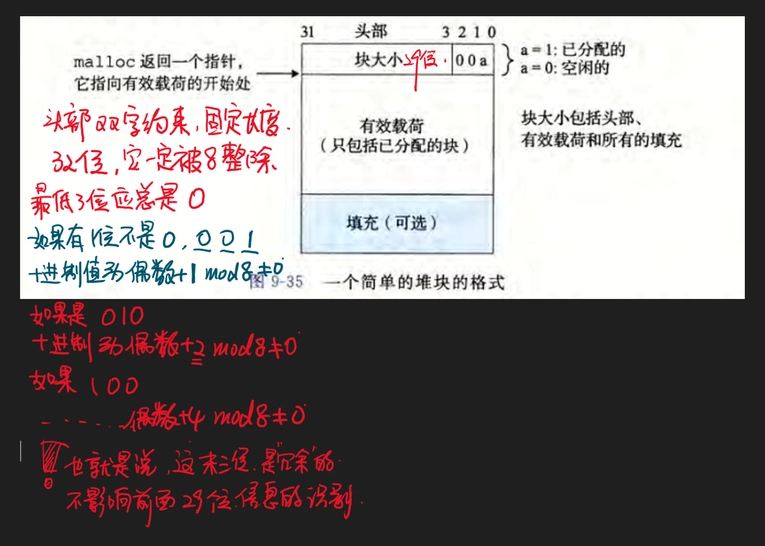 31 头部 3 2 1 0
malloc 返回一个指针,
它指向有效载荷的开始处
块大小 29位. 0 0 a
a = 1: 已分配的
a = 0: 空闲的
有效载荷
(只包括已分配的块)
块大小包括头部、
有效载荷和所有的填充
填充(可选)
图 9-35 一个简单的堆块的格式
头部双字约束,固定长度.
32位,它一定被8整除
最低3位应总是0
如果有1位不是0, 0 0 1
十进制值为偶数+1 mod8≠0
如果是 010
十进制为偶数+2 mod8≠0
如果 100
......偶数+4 mod8≠0
也就是说,这末三位.是"冗余"的.
不影响前面29位.信息的识别.